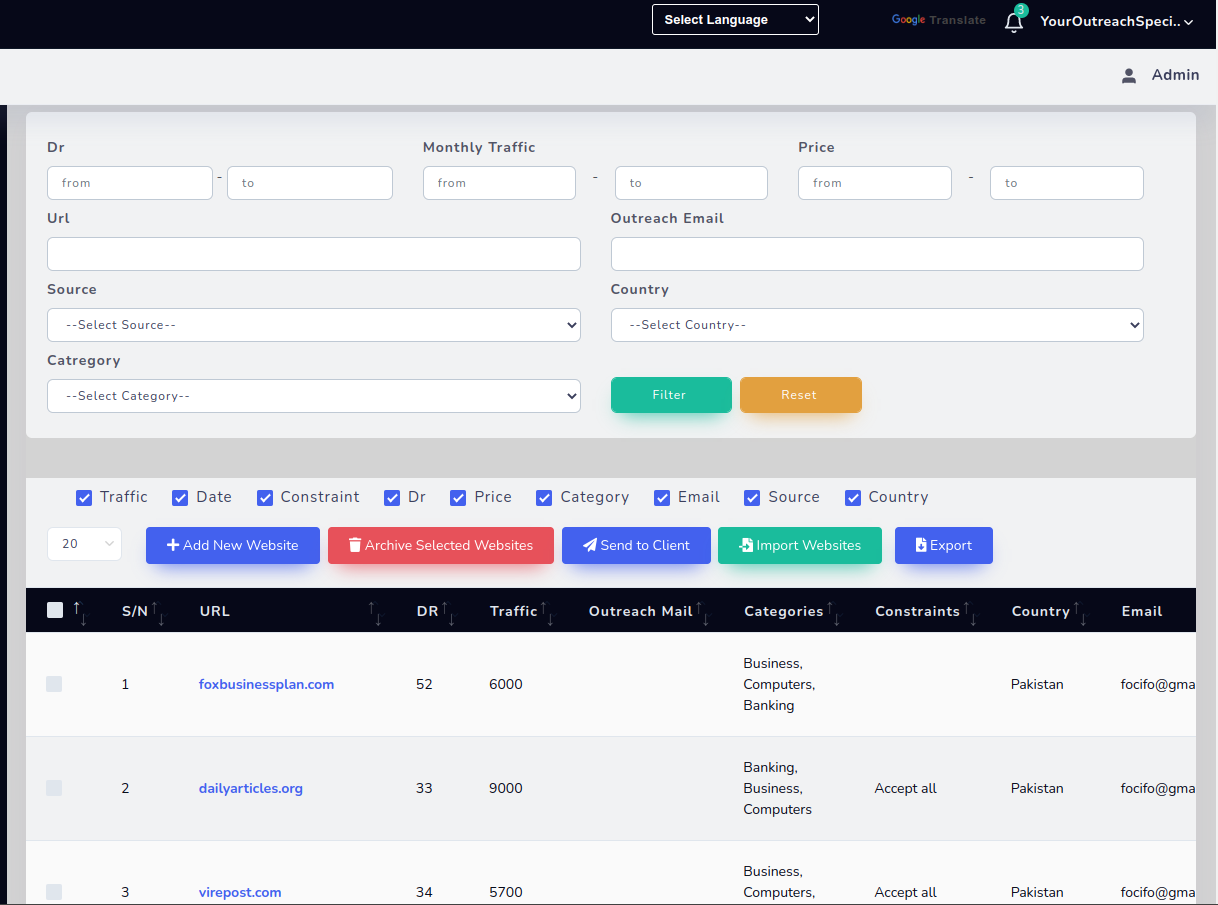 Select Language
Google Translate
3
YourOutreachSpeci..
Admin
Dr
Monthly Traffic
Price
from - to
from - to
from - to
Url
Outreach Email
Source
Country
--Select Source--
--Select Country--
Catregory
--Select Category--
Filter
Reset
Traffic Date Constraint Dr Price Category Email Source Country
20
Add New Website
Archive Selected Websites
Send to Client
Import Websites
Export
S/N URL DR Traffic Outreach Mail Categories Constraints Country Email
1 foxbusinessplan.com 52 6000 Business, Computers, Banking Pakistan focifo@gma
2 dailyarticles.org 33 9000 Banking, Business, Computers Accept all Pakistan focifo@gma
3 virepost.com 34 5700 Business, Computers, Accept all Pakistan focifo@gma